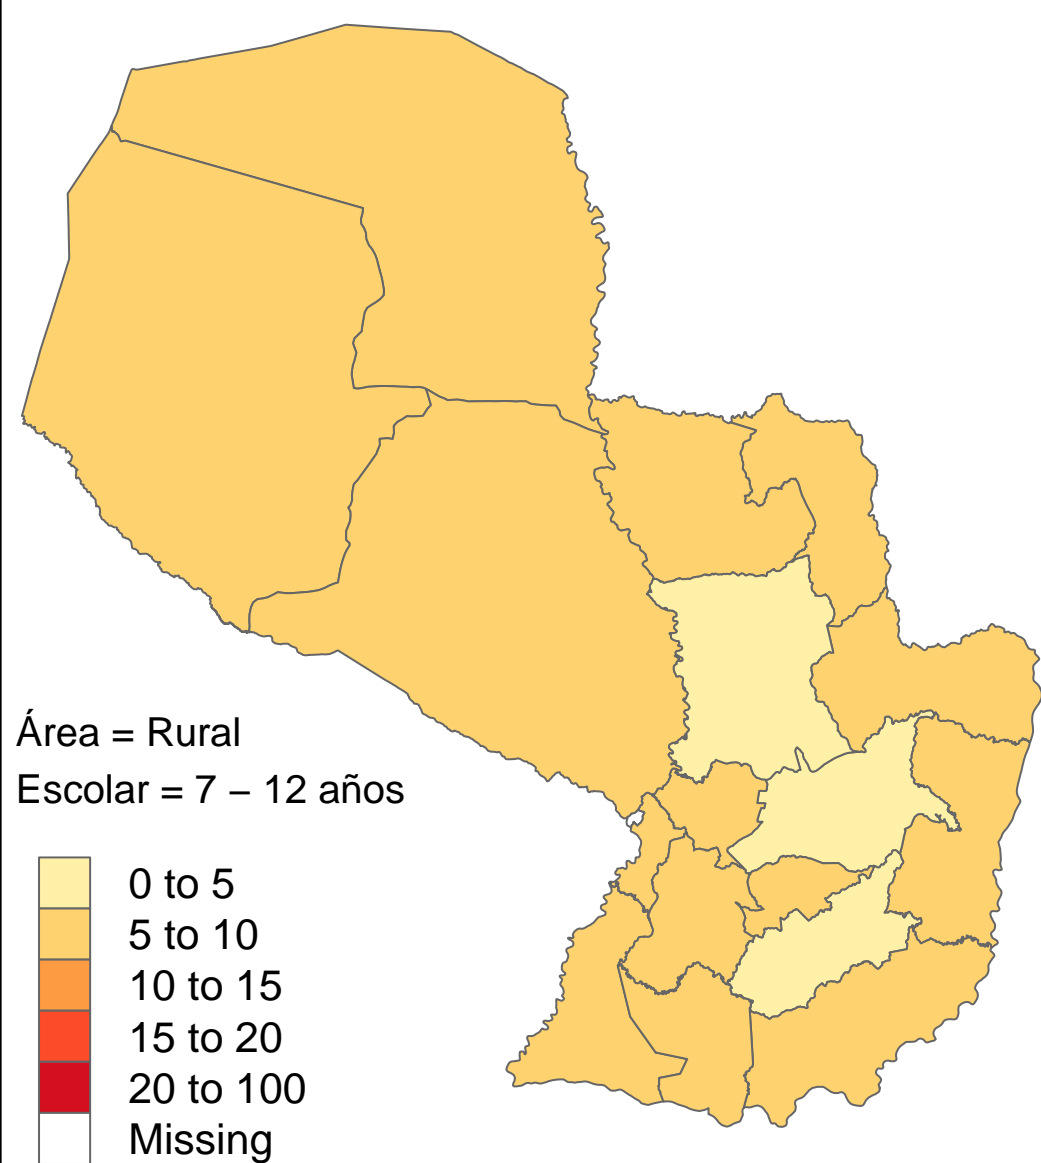 Área = Rural
Escolar = 7 – 12 años
0 to 5
5 to 10
10 to 15
15 to 20
20 to 100
Missing